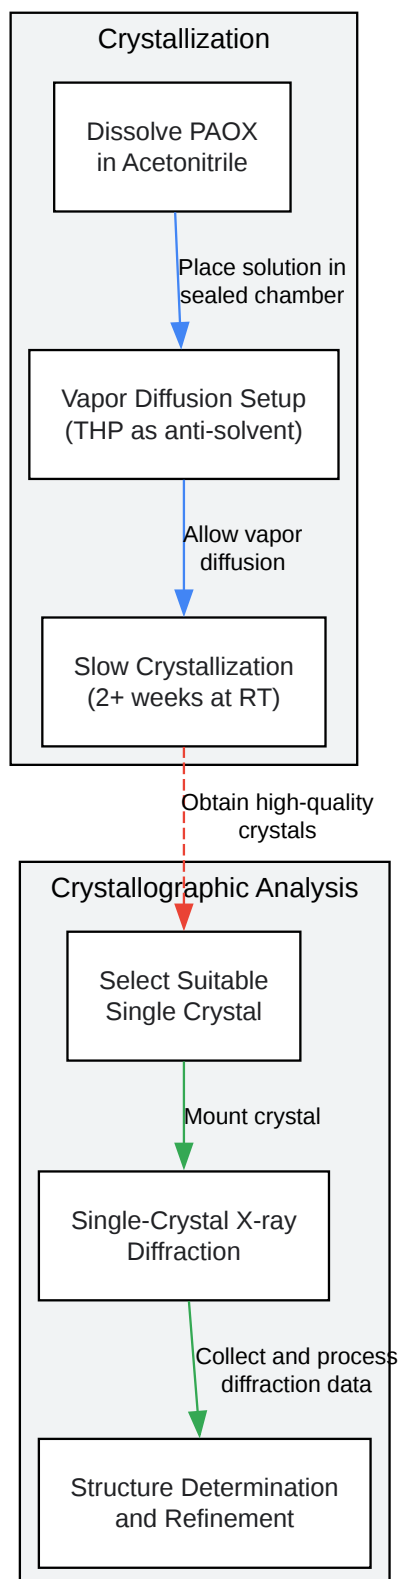 Crystallization
Dissolve PAOX
in Acetonitrile
Place solution in
sealed chamber
Vapor Diffusion Setup
(THP as anti-solvent)
Allow vapor
diffusion
Slow Crystallization
(2+ weeks at RT)
Obtain high-quality
crystals
Crystallographic Analysis
Select Suitable
Single Crystal
Mount crystal
Single-Crystal X-ray
Diffraction
Collect and process
diffraction data
Structure Determination
and Refinement